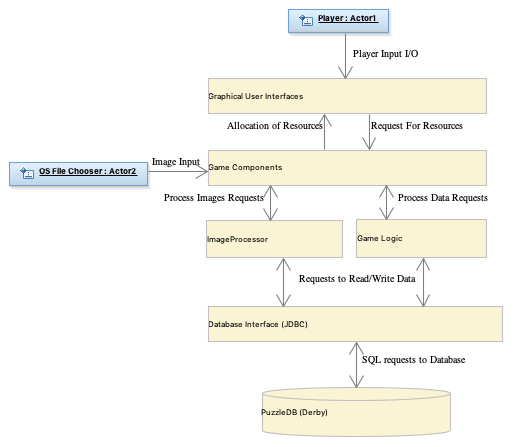 Player : Actor1
Player Input I/O
Graphical User Interfaces
Allocation of Resources
Request For Resources
Image Input
OS File Chooser : Actor2
Game Components
Process Images Requests
Process Data Requests
ImageProcessor
Game Logic
Requests to Read/Write Data
Database Interface (JDBC)
SQL requests to Database
PuzzleDB (Derby)